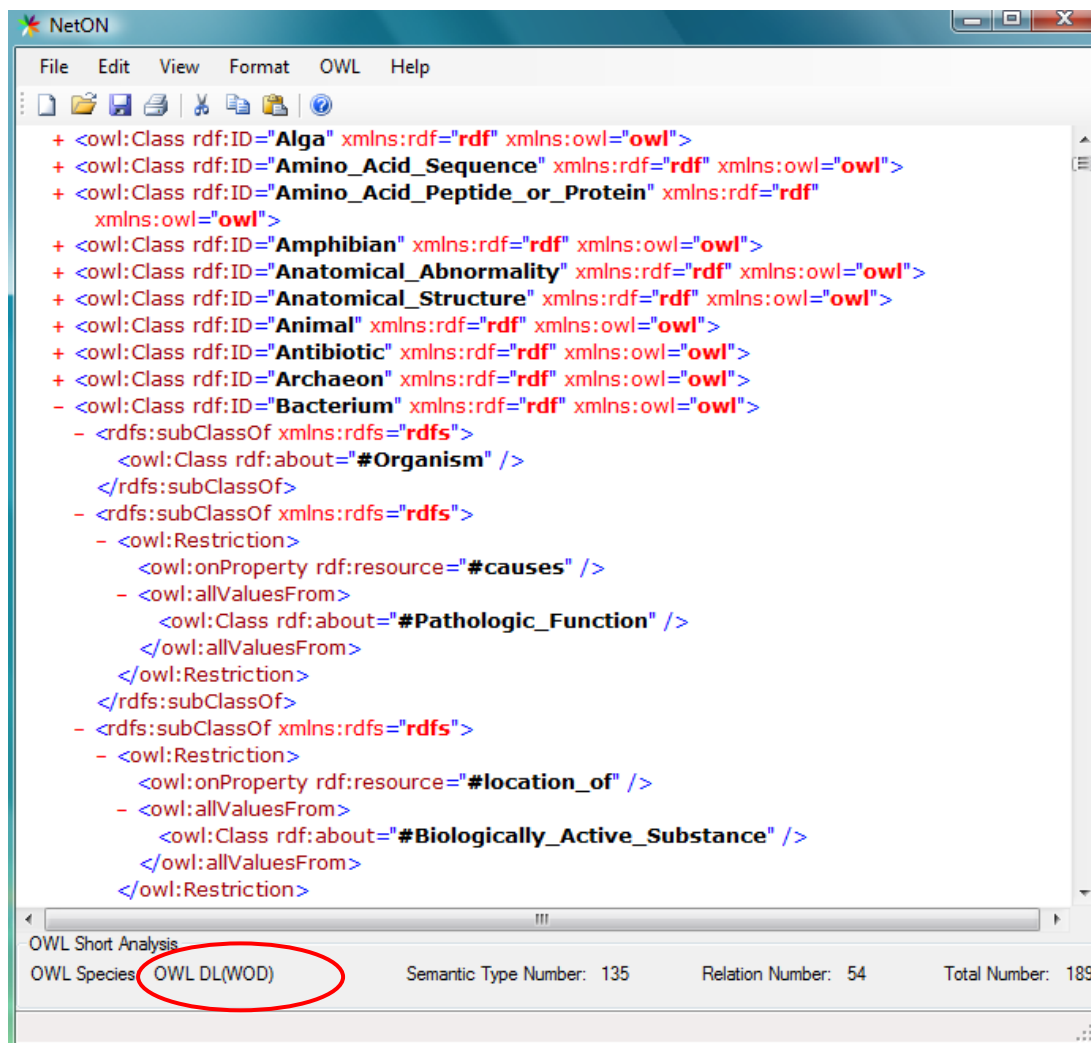 NetON
File Edit View Format OWL Help
+ <owl:Class rdf:ID="Alga" xmlns:rdf="rdf" xmlns:owl="owl">
+ <owl:Class rdf:ID="Amino_Acid_Sequence" xmlns:rdf="rdf" xmlns:owl="owl">
+ <owl:Class rdf:ID="Amino_Acid_Peptide_or_Protein" xmlns:rdf="rdf"
xmlns:owl="owl">
+ <owl:Class rdf:ID="Amphibian" xmlns:rdf="rdf" xmlns:owl="owl">
+ <owl:Class rdf:ID="Anatomical_Abnormality" xmlns:rdf="rdf" xmlns:owl="owl">
+ <owl:Class rdf:ID="Anatomical_Structure" xmlns:rdf="rdf" xmlns:owl="owl">
+ <owl:Class rdf:ID="Animal" xmlns:rdf="rdf" xmlns:owl="owl">
+ <owl:Class rdf:ID="Antibiotic" xmlns:rdf="rdf" xmlns:owl="owl">
+ <owl:Class rdf:ID="Archaeon" xmlns:rdf="rdf" xmlns:owl="owl">
- <owl:Class rdf:ID="Bacterium" xmlns:rdf="rdf" xmlns:owl="owl">
- <rdfs:subClassOf xmlns:rdfs="rdfs">
<owl:Class rdf:about="#Organism" />
</rdfs:subClassOf>
- <rdfs:subClassOf xmlns:rdfs="rdfs">
- <owl:Restriction>
<owl:onProperty rdf:resource="#causes" />
- <owl:allValuesFrom>
<owl:Class rdf:about="#Pathologic_Function" />
</owl:allValuesFrom>
</owl:Restriction>
</rdfs:subClassOf>
- <rdfs:subClassOf xmlns:rdfs="rdfs">
- <owl:Restriction>
<owl:onProperty rdf:resource="#location_of" />
- <owl:allValuesFrom>
<owl:Class rdf:about="#Biologically_Active_Substance" />
</owl:allValuesFrom>
</owl:Restriction>
OWL Short Analysis
OWL Species: OWL DL(WOD) Semantic Type Number: 135 Relation Number: 54 Total Number: 189